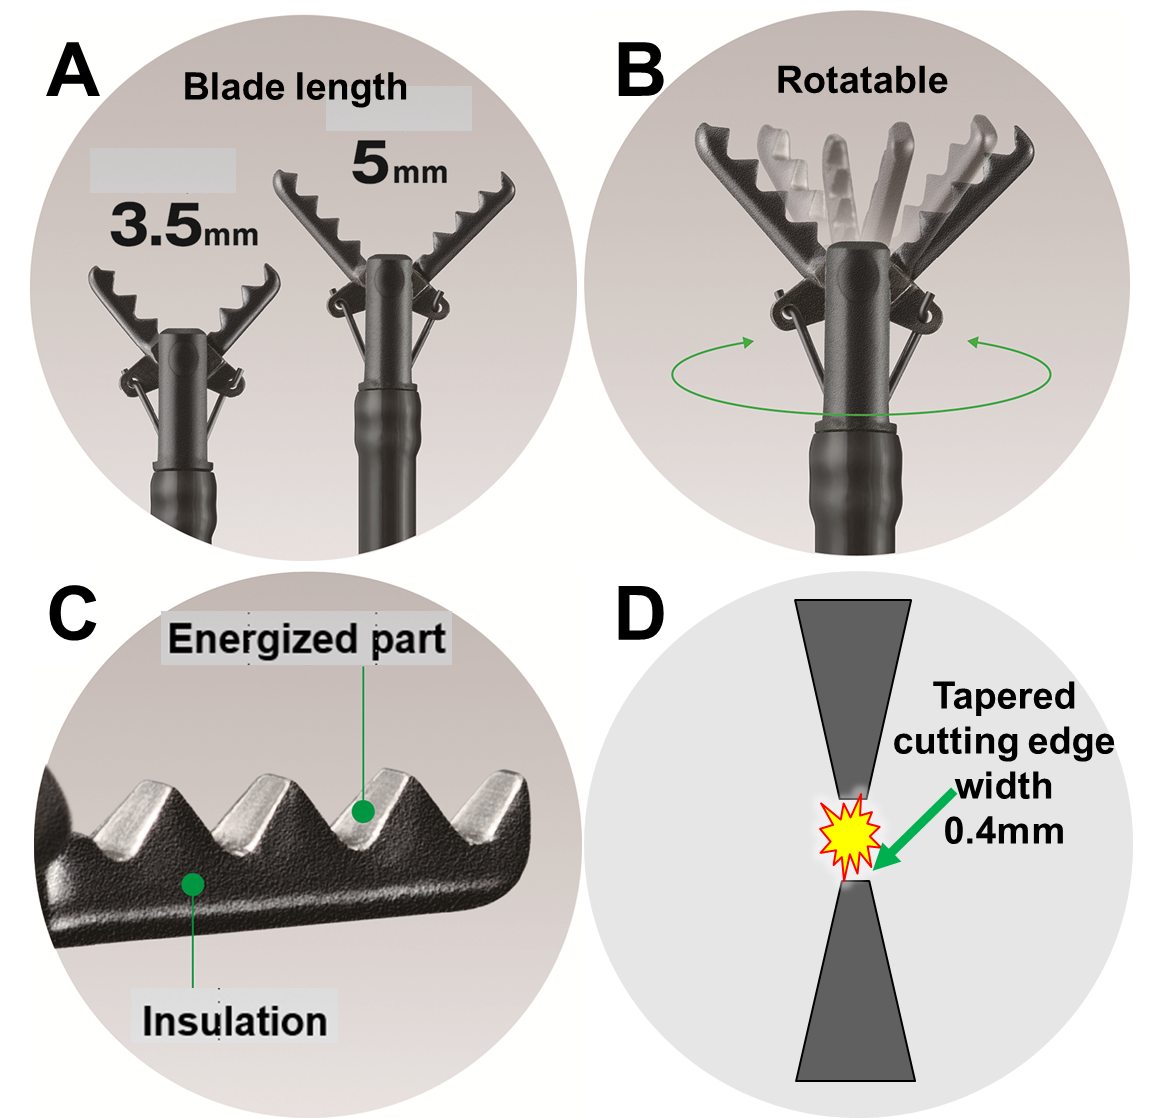 A
Blade length
5mm
3.5mm
B
Rotatable
C
Energized part
Insulation
D
Tapered
cutting edge
width
0.4mm